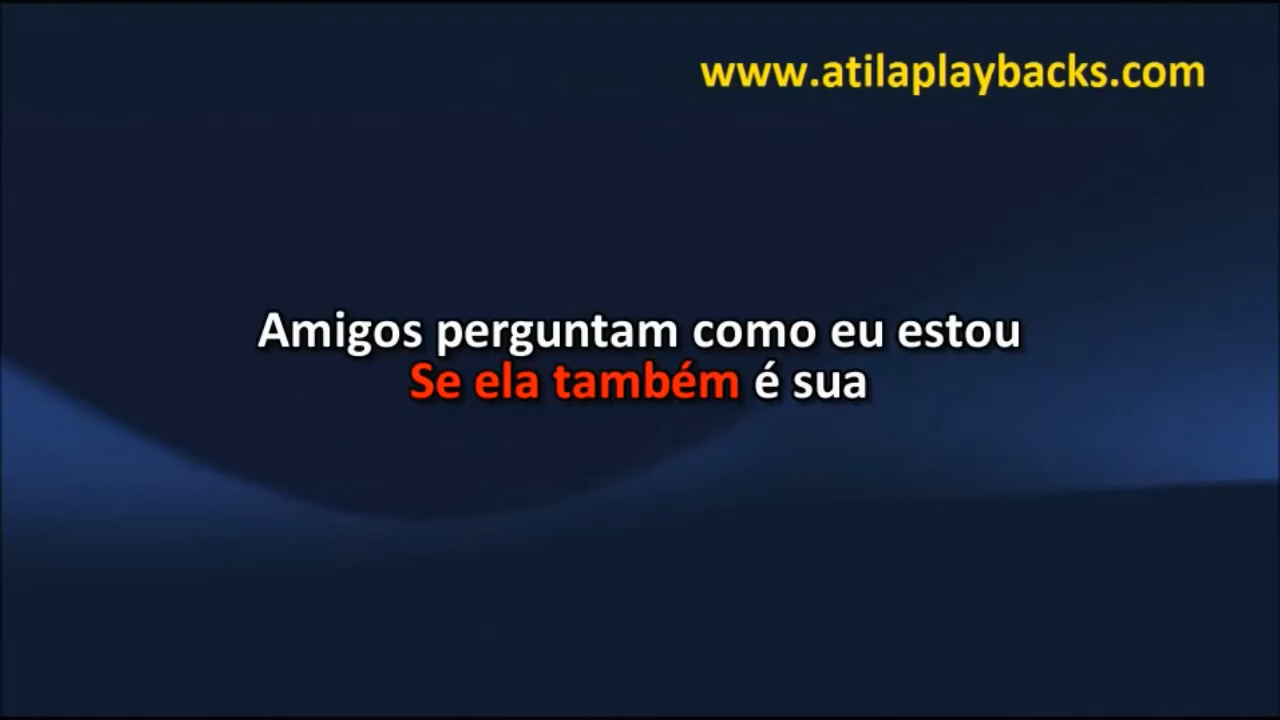 www.atilaplaybacks.com
Amigos perguntam como eu estou
Se ela também é sua